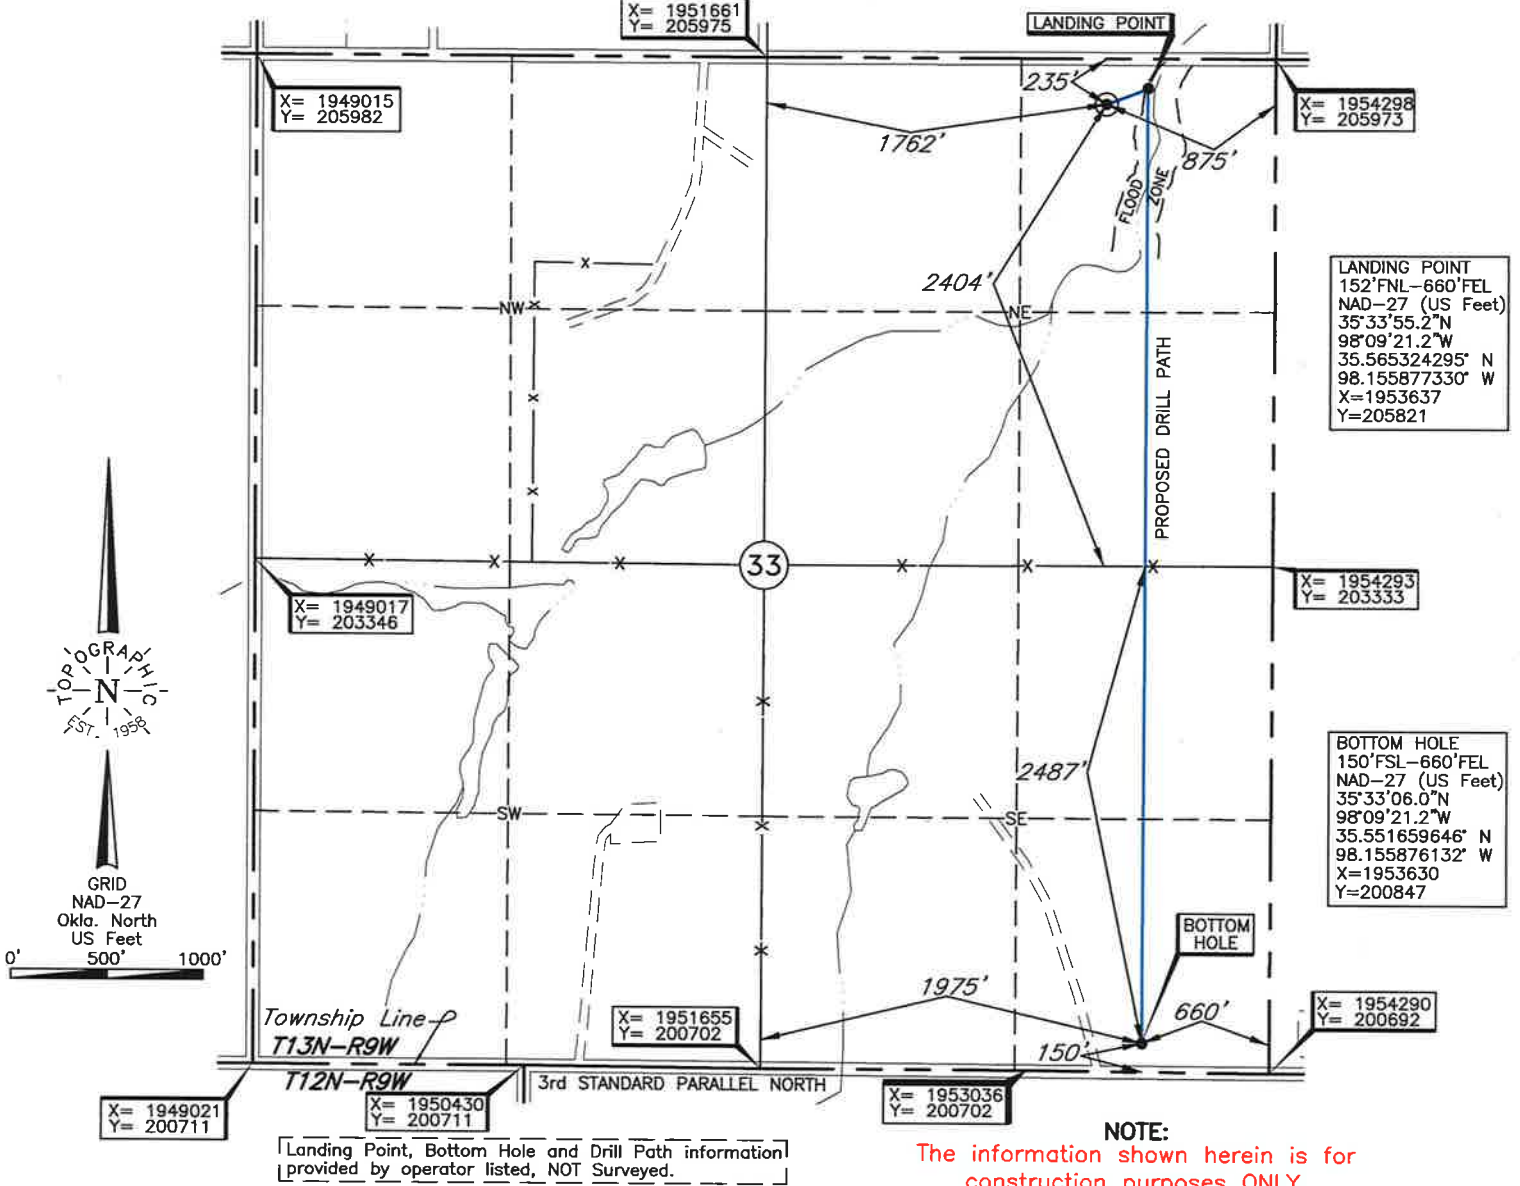 X= 1951661
Y= 205975
LANDING POINT
X= 1949015
Y= 205982
235'
X= 1954298
Y= 205973
1762'
875'
FLOOD
ZONE
2404'
NW
NE
LANDING POINT
152'FNL-660'FEL
NAD-27 (US Feet)
35°33'55.2"N
98°09'21.2"W
35.565324295° N
98.155877330° W
X=1953637
Y=205821
PROPOSED DRILL PATH
33
X= 1949017
Y= 203346
X= 1954293
Y= 203333
TOPOGRAPHIC
N
EST. 1958
2487'
SW
SE
BOTTOM HOLE
150'FSL-660'FEL
NAD-27 (US Feet)
35°33'06.0"N
98°09'21.2"W
35.551659646° N
98.155876132° W
X=1953630
Y=200847
GRID
NAD-27
Okla. North
US Feet
0' 500' 1000'
BOTTOM
HOLE
1975'
660'
150'
X= 1951655
Y= 200702
X= 1954290
Y= 200692
Township Line
T13N-R9W
T12N-R9W
3rd STANDARD PARALLEL NORTH
X= 1949021
Y= 200711
X= 1950430
Y= 200711
X= 1953036
Y= 200702
Landing Point, Bottom Hole and Drill Path information
provided by operator listed, NOT Surveyed.
NOTE:
The information shown herein is for
construction purposes ONLY